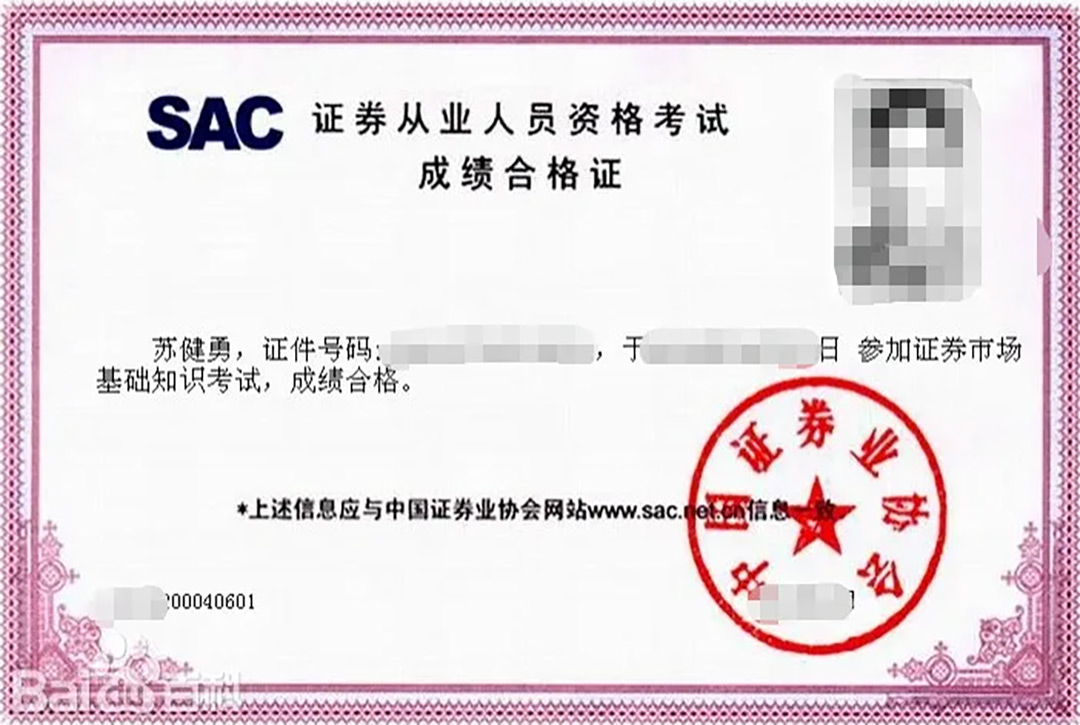 SAC 证券从业人员资格考试
成绩合格证
苏健勇，证件号码:，于日 参加证券市场
基础知识考试，成绩合格。
中国证券业协会
*上述信息应与中国证券业协会网站www.sac.net.cn信息一致
200040601
Baidu百科